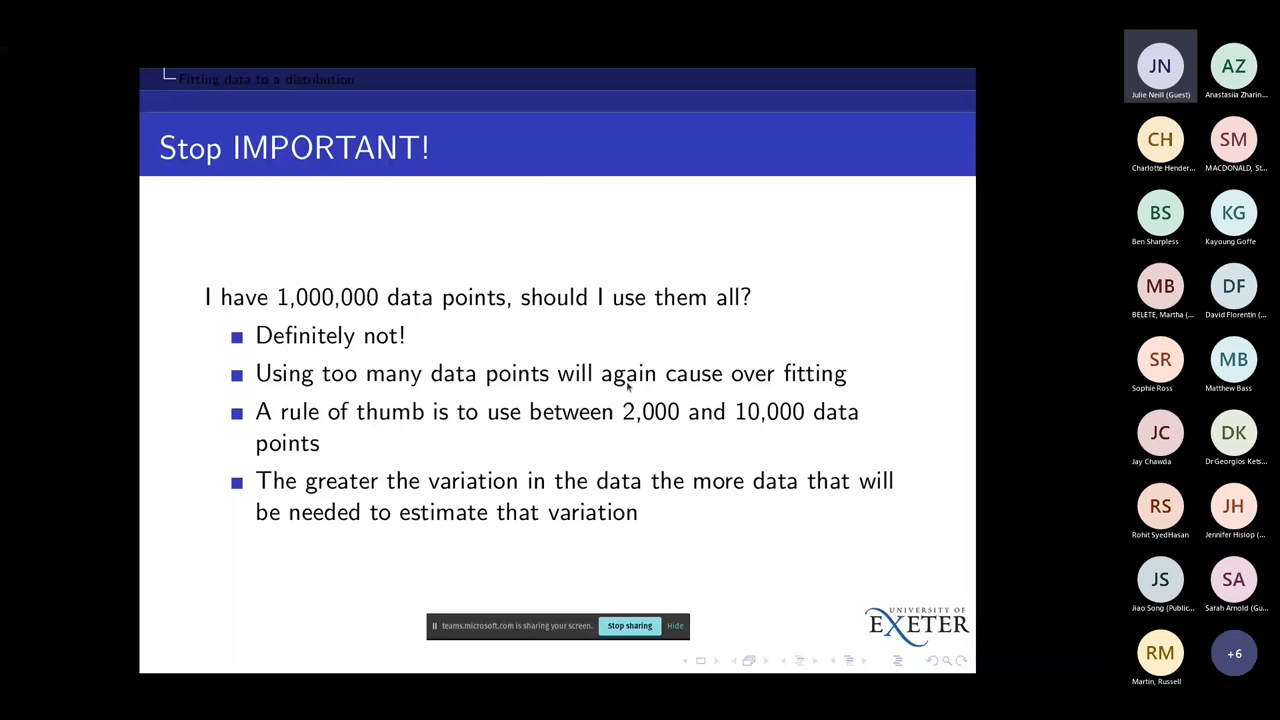 Fitting data to a distribution
Stop IMPORTANT!
I have 1,000,000 data points, should I use them all?
Definitely not!
Using too many data points will again cause over fitting
A rule of thumb is to use between 2,000 and 10,000 data
points
The greater the variation in the data the more data that will
be needed to estimate that variation
teams.microsoft.com is sharing your screen. Stop sharing Hide
UNIVERSITY OF
EXETER
JN AZ
Julie Neill (Guest) Anastasiia Zharin...
CH SM
Charlotte Hender... MACDONALD, St...
BS KG
Ben Sharpless Kayoung Goffe
MB DF
BELETE, Martha (... David Florentin (...
SR MB
Sophie Ross Matthew Bass
JC DK
Jay Chawda Dr Georgios Kets...
RS JH
Rohit SyedHasan Jennifer Hislop (...
JS SA
Jiao Song (Public... Sarah Arnold (Gu...
RM +6
Martin, Russell